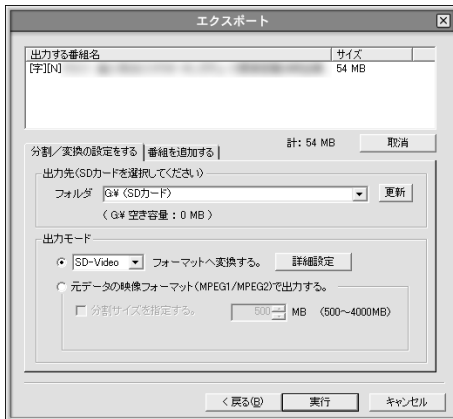 エクスポート
出力する番組名 サイズ
[字][N] 54 MB
計: 54 MB 取消
分割／変換の設定をする 番組を追加する
出力先(SDカードを選択してください)
フォルダ G:¥ (SDカード) 更新
( G:¥ 空き容量 : 0 MB )
出力モード
SD-Video フォーマットへ変換する。 詳細設定
元データの映像フォーマット(MPEG1/MPEG2)で出力する。
分割サイズを指定する。 500 MB (500～4000MB)
< 戻る(B) 実行 キャンセル